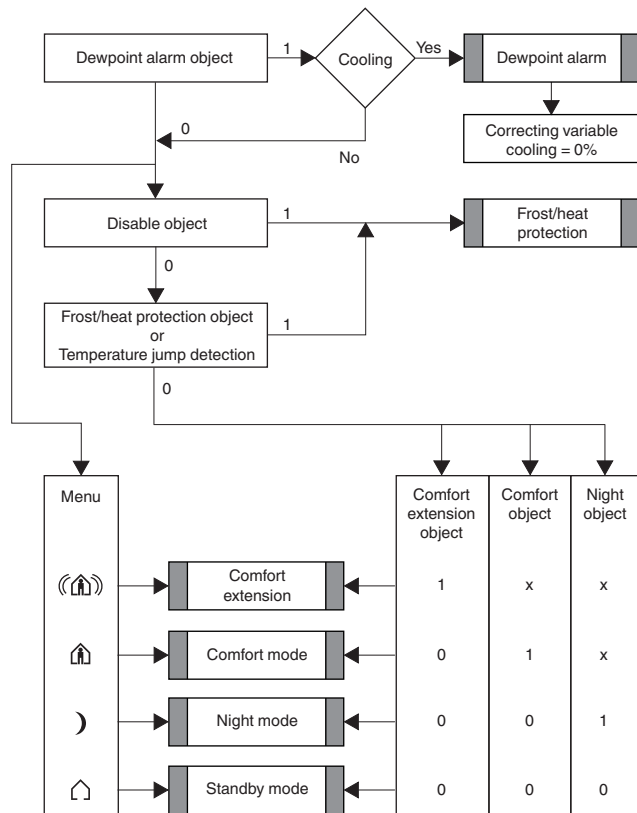 Dewpoint alarm object
1
Cooling
Yes
Dewpoint alarm
0
No
Correcting variable
cooling = 0%
Disable object
1
Frost/heat
protection
0
Frost/heat protection object
or
Temperature jump detection
1
0
Menu
Comfort
extension
object
Comfort
object
Night
object
Comfort
extension
1 x x
Comfort mode
0 1 x
Night mode
0 0 1
Standby mode
0 0 0